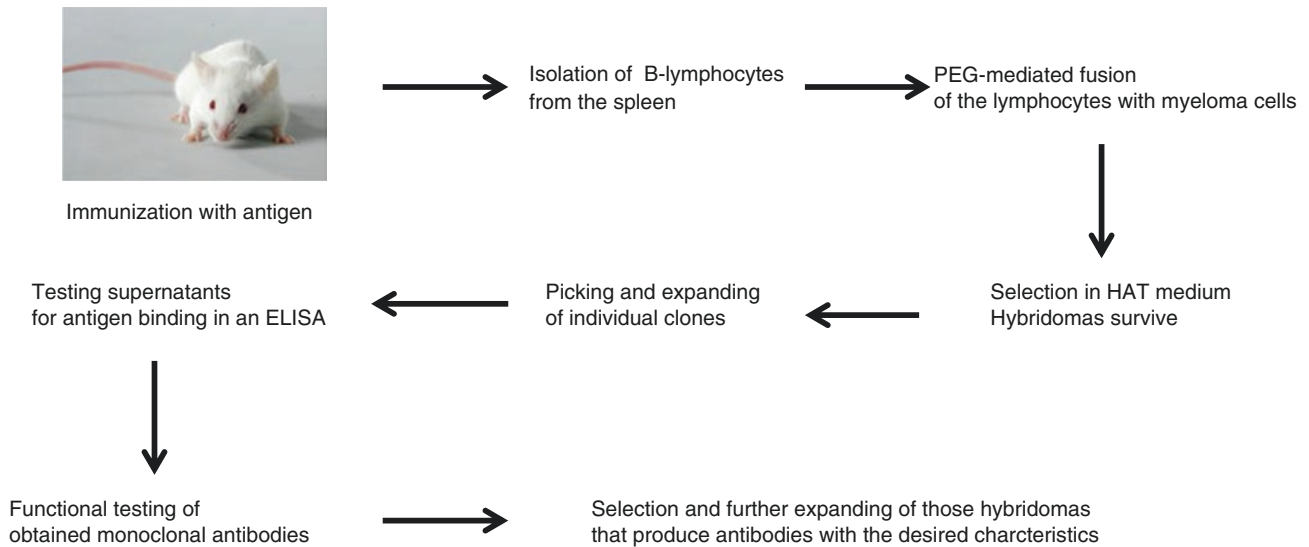 Immunization with antigen
Isolation of B-lymphocytes
from the spleen
PEG-mediated fusion
of the lymphocytes with myeloma cells
Selection in HAT medium
Hybridomas survive
Picking and expanding
of individual clones
Testing supernatants
for antigen binding in an ELISA
Functional testing of
obtained monoclonal antibodies
Selection and further expanding of those hybridomas
that produce antibodies with the desired charcteristics